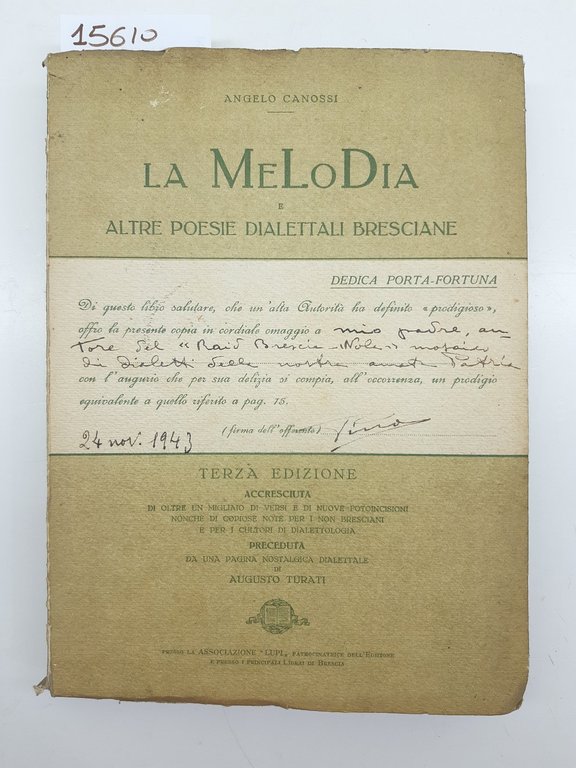 15610
ANGELO CANOSSI
LA MELODIA
E
ALTRE POESIE DIALETTALI BRESCIANE
DEDICA PORTA-FORTUNA
Di questo libro salutare, che un'alta Autorità ha definito «prodigioso»,
offro la presente copia in cordiale omaggio a mio padre, au-
tore del "Raid Brescia - Nola" mosaico
di dialetti della nostra amata Patria
con l'augurio che per sua delizia si compia, all'occorrenza, un prodigio
equivalente a quello riferito a pag. 15.
24 nov. 1943 (firma dell'offerente)
TERZA EDIZIONE
ACCRESCIUTA
DI OLTRE UN MIGLIAIO DI VERSI E DI NUOVE FOTOINCISIONI
NONCHÈ DI COPIOSE NOTE PER I NON BRESCIANI
E PER I CULTORI DI DIALETTOLOGIA
PRECEDUTA
DA UNA PAGINA NOSTALGICA DIALETTALE
DI
AUGUSTO TURATI
PRESSO LA ASSOCIAZIONE "LUPI", PATROCINATRICE DELL'EDIZIONE
E PRESSO I PRINCIPALI LIBRAI DI BRESCIA